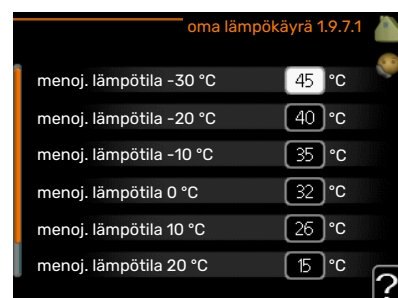 oma lämpökäyrä 1.9.7.1
menoj. lämpötila -30 °C 45 °C
menoj. lämpötila -20 °C 40 °C
menoj. lämpötila -10 °C 35 °C
menoj. lämpötila 0 °C 32 °C
menoj. lämpötila 10 °C 26 °C
menoj. lämpötila 20 °C 15 °C
?